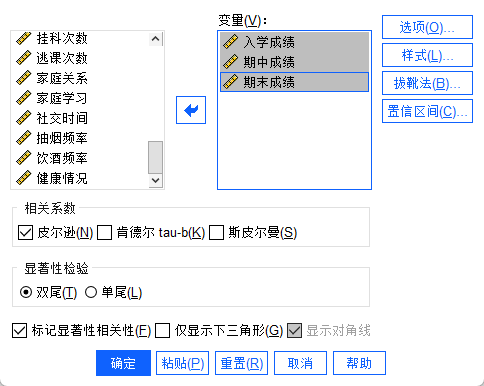 变量(V):
挂科次数
逃课次数
家庭关系
家庭学习
社交时间
抽烟频率
饮酒频率
健康情况
入学成绩
期中成绩
期末成绩
选项(O)...
样式(L)...
拔靴法(B)...
置信区间(C)...
相关系数
皮尔逊(N) 肯德尔 tau-b(K) 斯皮尔曼(S)
显著性检验
双尾(T) 单尾(L)
标记显著性相关性(F) 仅显示下三角形(G) 显示对角线
确定 粘贴(P) 重置(R) 取消 帮助